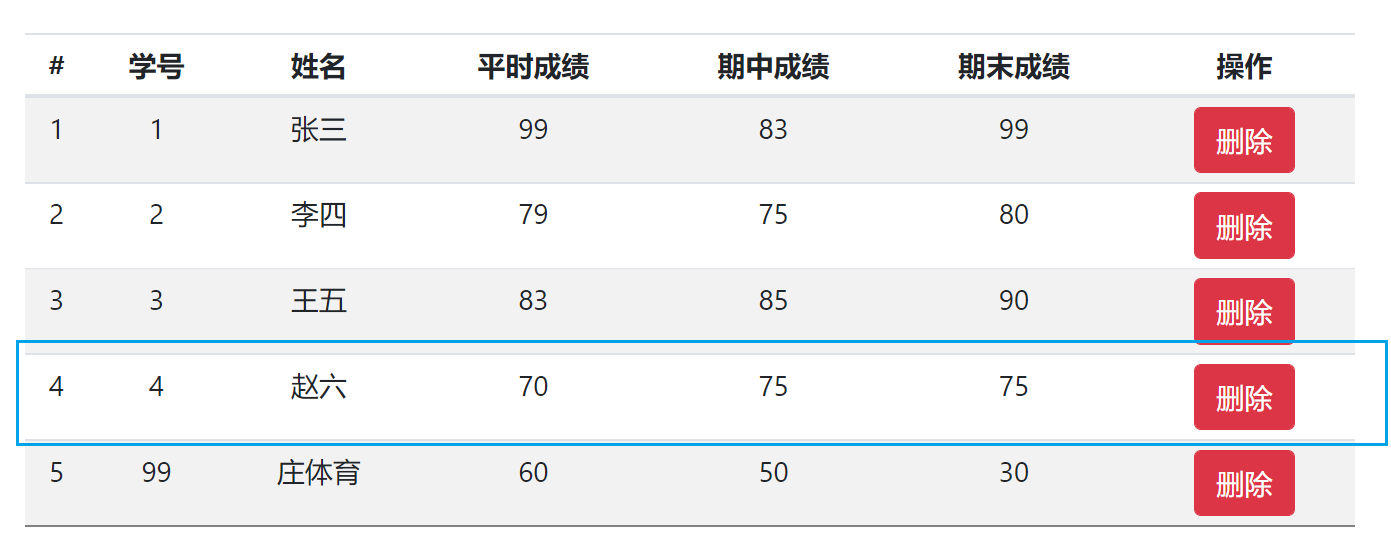 # 学号 姓名 平时成绩 期中成绩 期末成绩 操作
1 1 张三 99 83 99 删除
2 2 李四 79 75 80 删除
3 3 王五 83 85 90 删除
4 4 赵六 70 75 75 删除
5 99 庄体育 60 50 30 删除